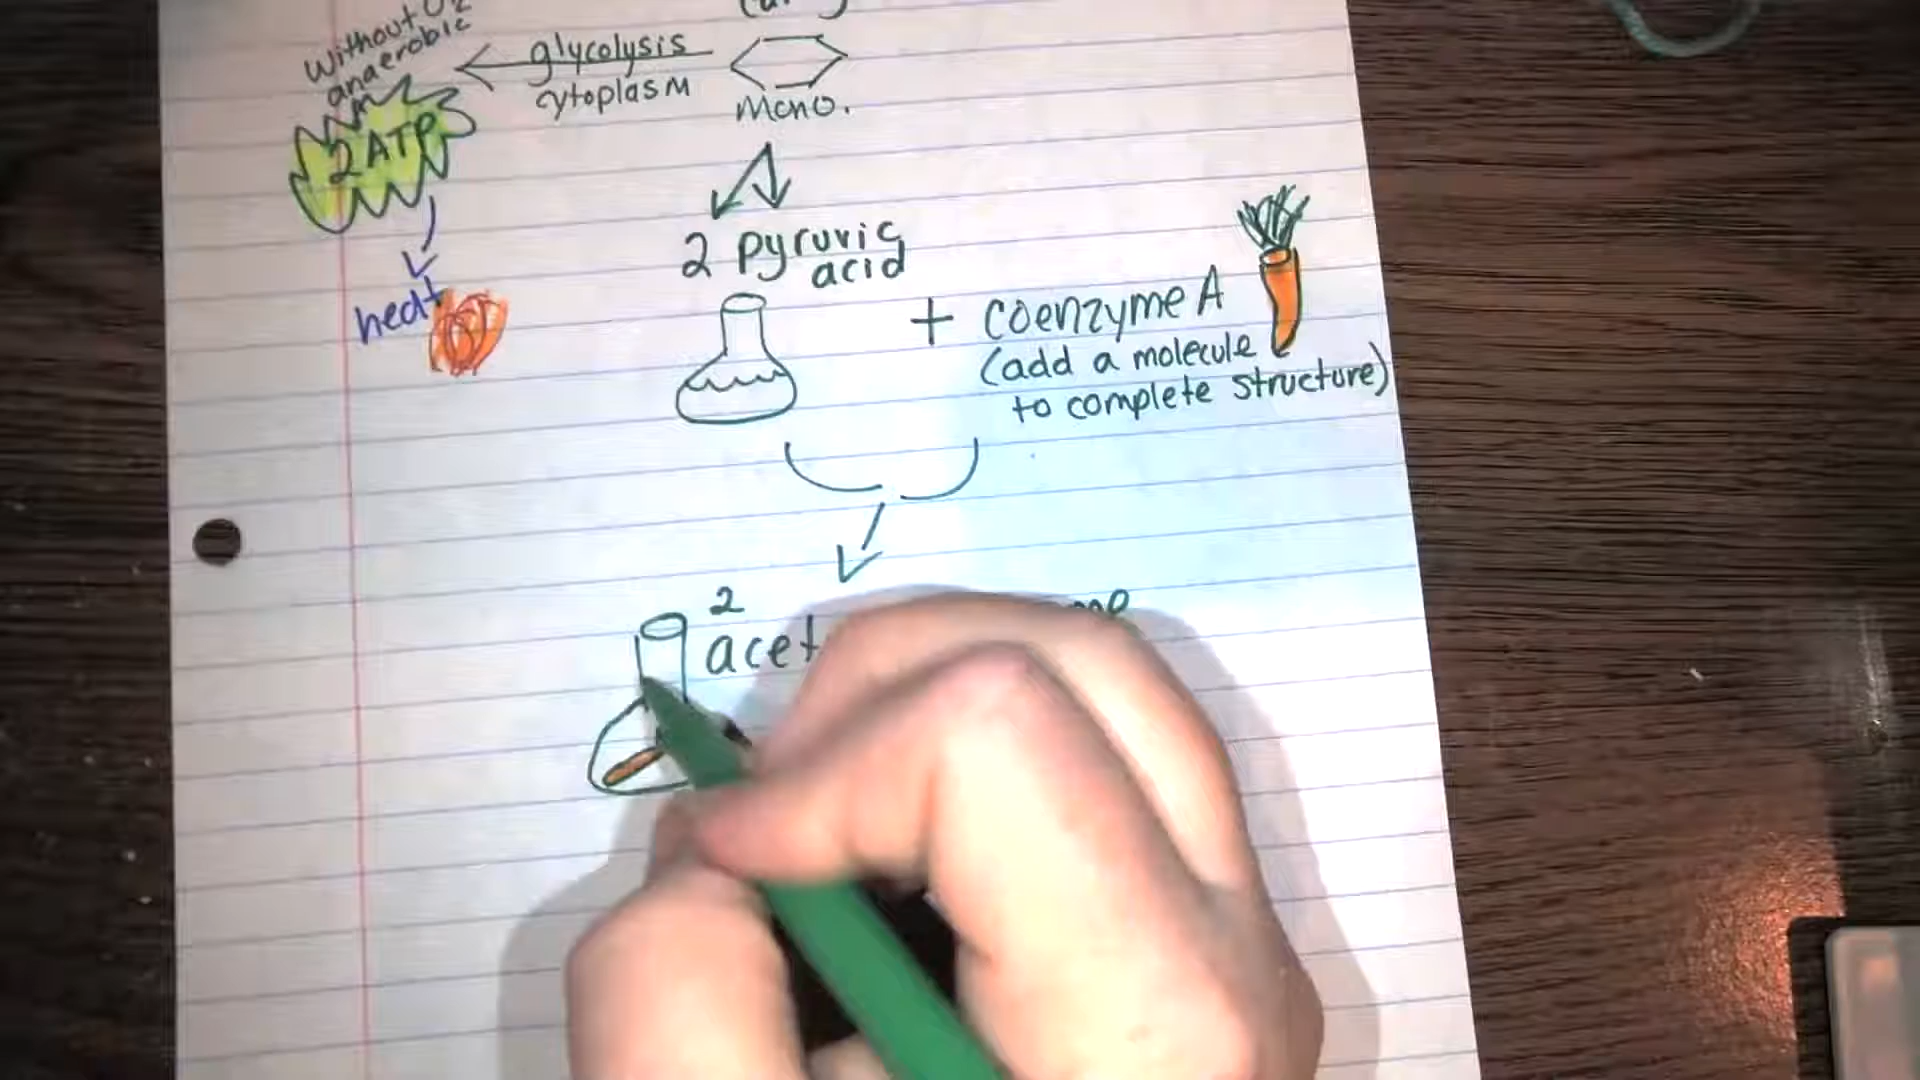 Without O2
anaerobic
glycolysis
cytoplasm
Mono.
2 ATP
heat
2 pyruvic
acid
+ coenzyme A
(add a molecule
to complete structure)
2